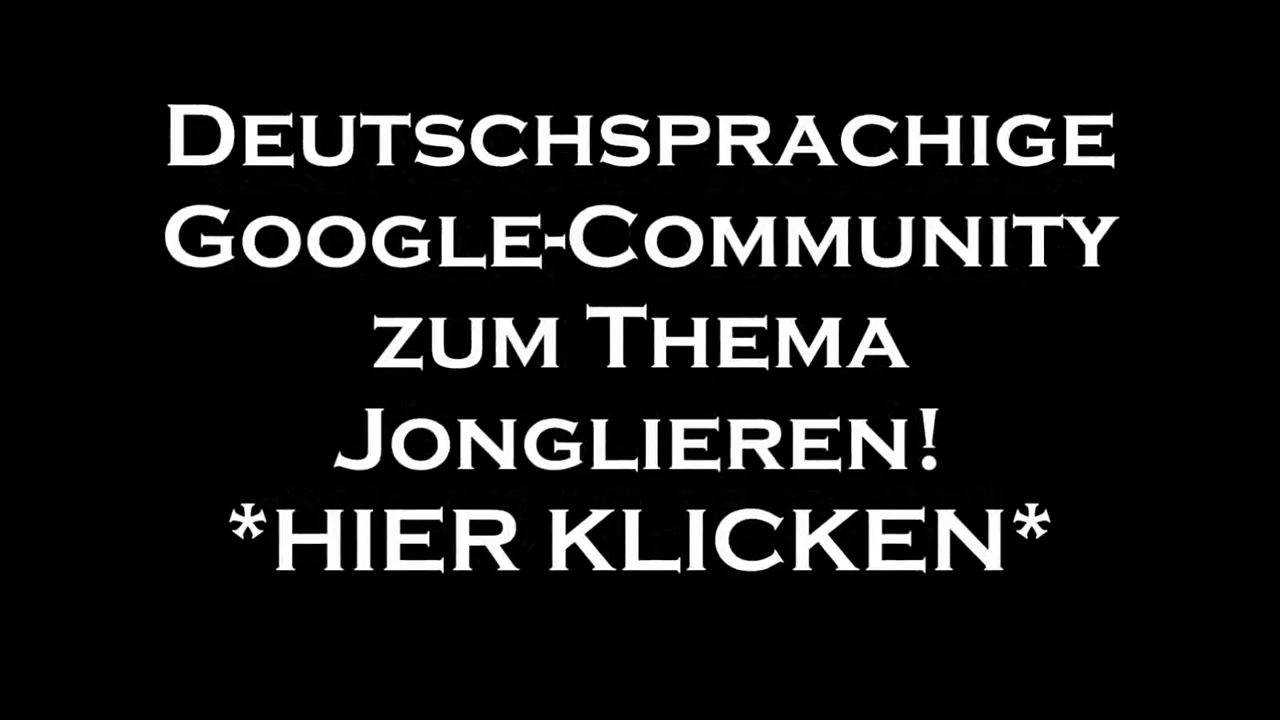 Deutschsprachige
Google-Community
zum Thema
Jonglieren!
*HIER KLICKEN*